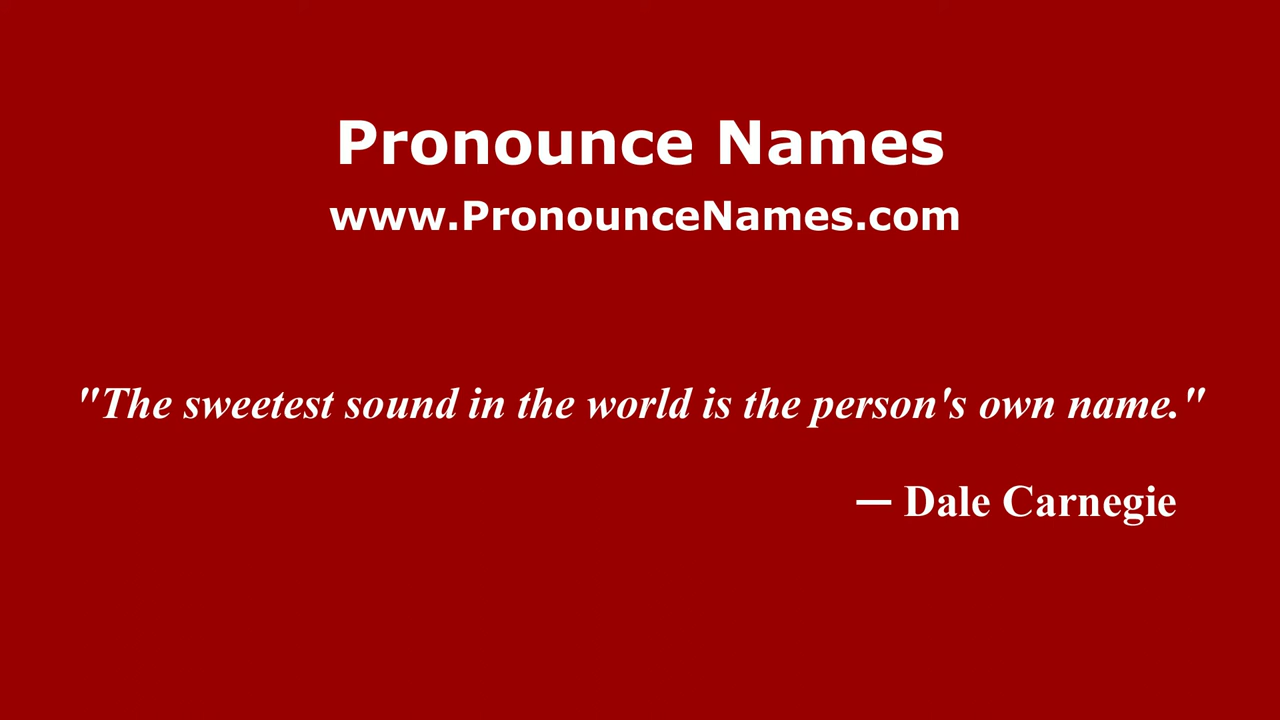 Pronounce Names
www.PronounceNames.com
"The sweetest sound in the world is the person's own name."
— Dale Carnegie